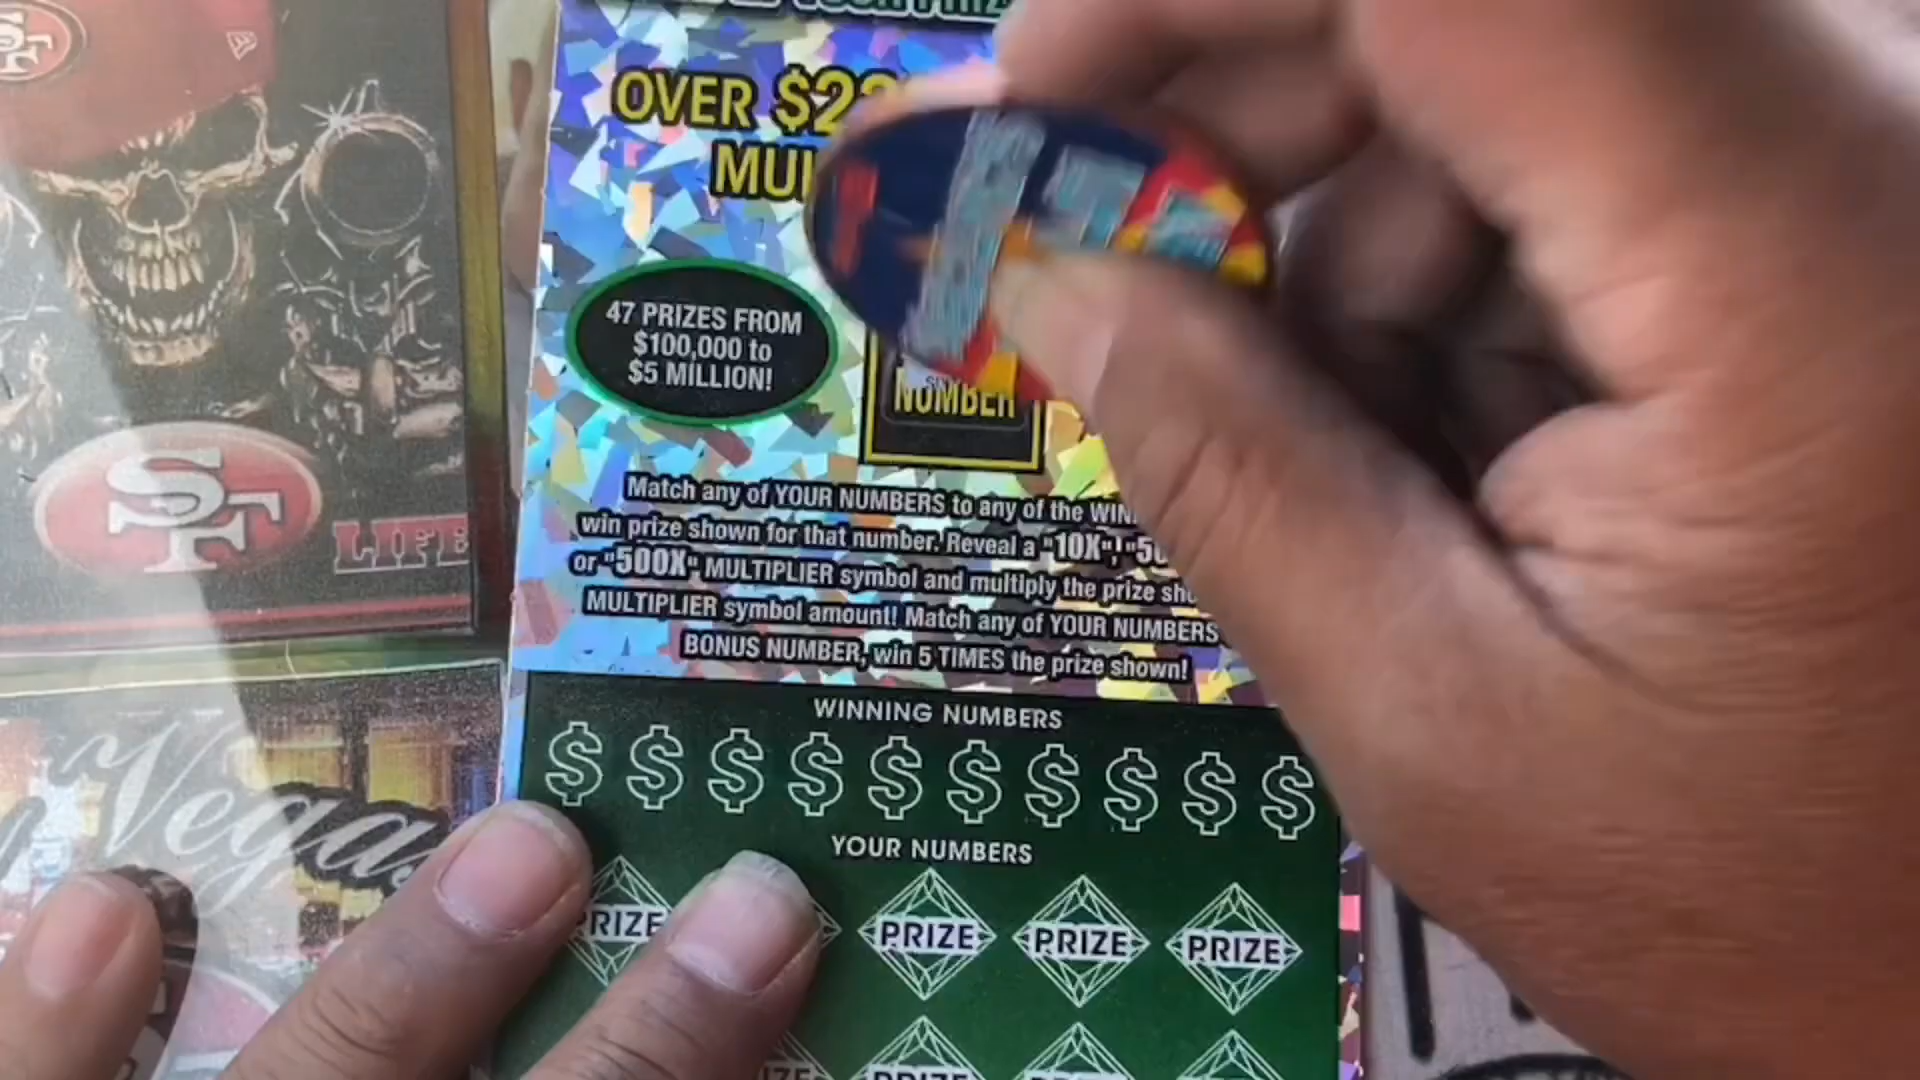 SF
SF
LIFE
Vegas
OVER
47 PRIZES FROM
$100,000 to
$5 MILLION!
NUMBER
Match any of YOUR NUMBERS to any of the
win prize shown for that number. Reveal a "10X",
or "500X" MULTIPLIER symbol and multiply the prize
MULTIPLIER symbol amount! Match any of YOUR NUMBERS
BONUS NUMBER, win 5 TIMES the prize shown!
WINNING NUMBERS
$ $ $ $ $ $ $ $ $ $
YOUR NUMBERS
PRIZE PRIZE PRIZE PRIZE
PRIZE